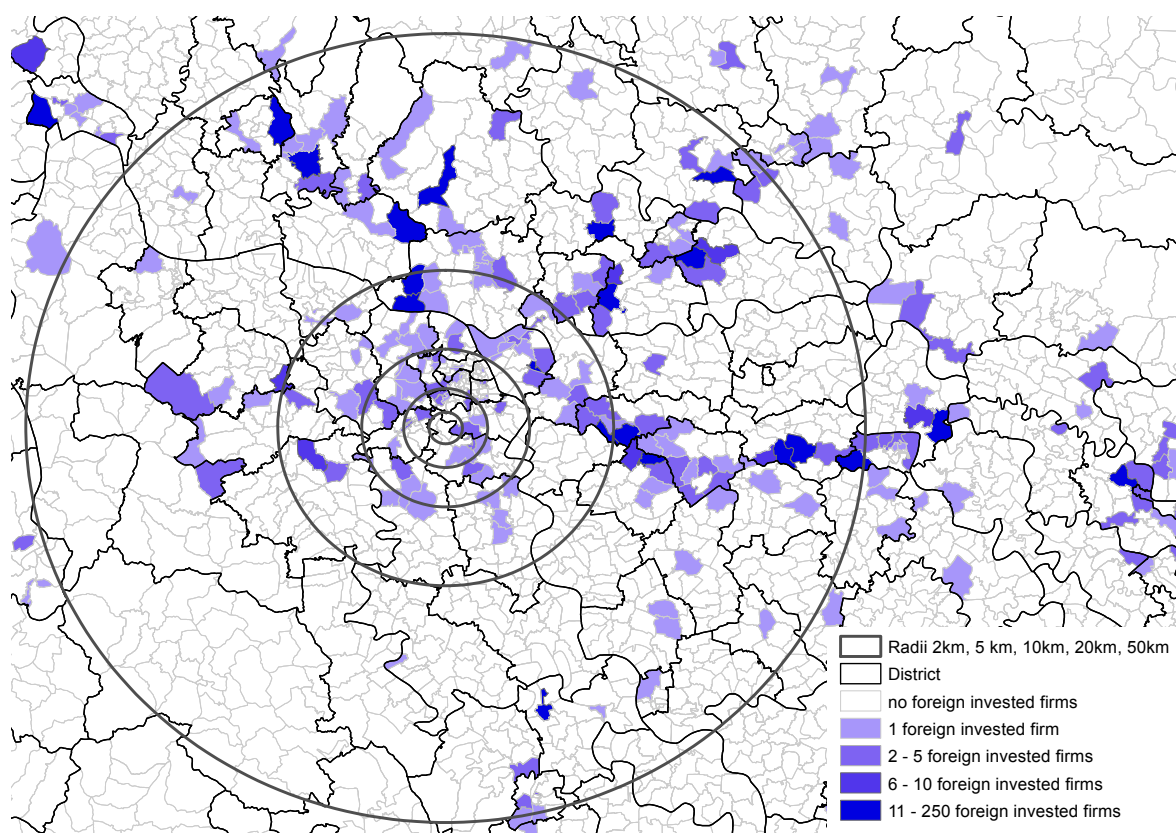 Radii 2km, 5 km, 10km, 20km, 50km
District
no foreign invested firms
1 foreign invested firm
2 - 5 foreign invested firms
6 - 10 foreign invested firms
11 - 250 foreign invested firms